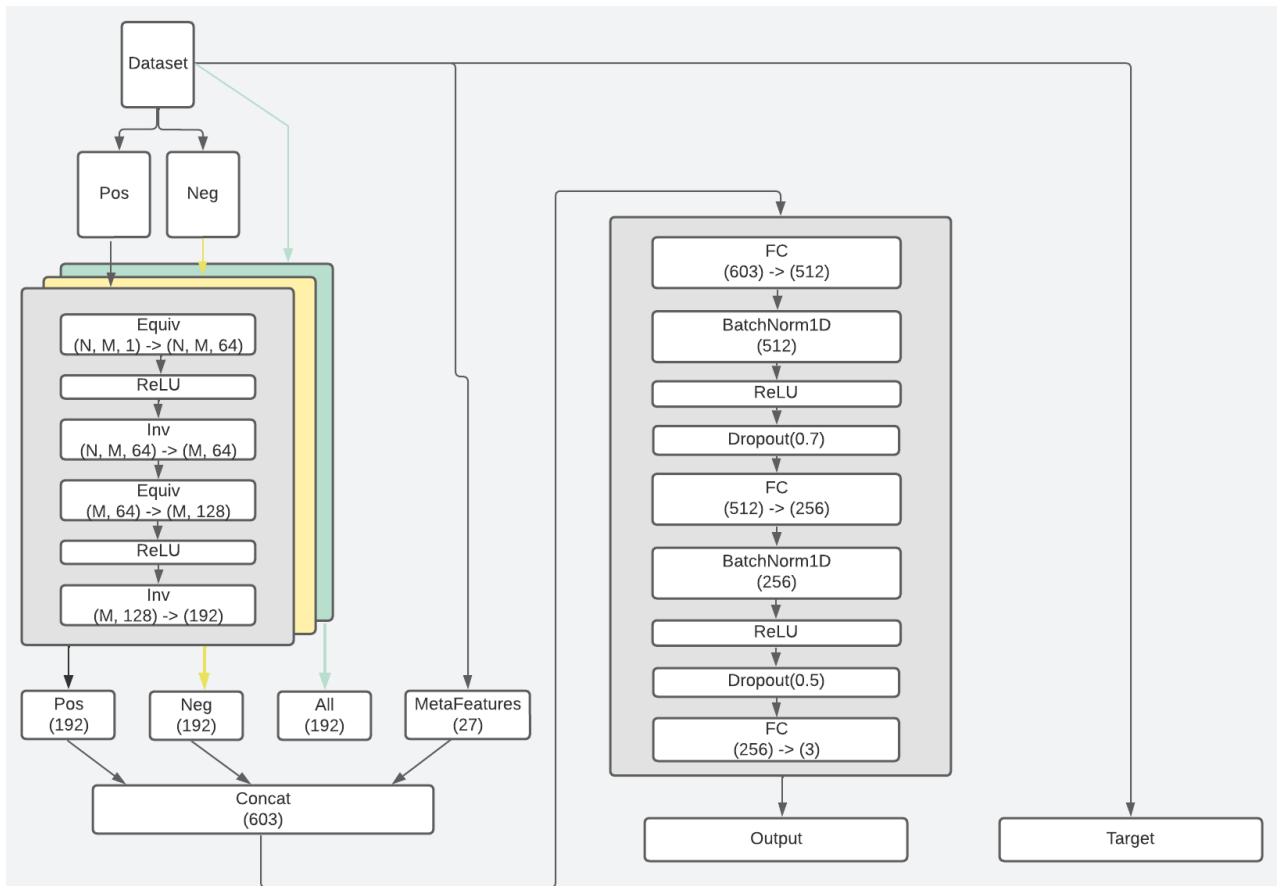 Dataset
Pos
Neg
Equiv
(N, M, 1) -> (N, M, 64)
ReLU
Inv
(N, M, 64) -> (M, 64)
Equiv
(M, 64) -> (M, 128)
ReLU
Inv
(M, 128) -> (192)
Pos
(192)
Neg
(192)
All
(192)
MetaFeatures
(27)
Concat
(603)
FC
(603) -> (512)
BatchNorm1D
(512)
ReLU
Dropout(0.7)
FC
(512) -> (256)
BatchNorm1D
(256)
ReLU
Dropout(0.5)
FC
(256) -> (3)
Output
Target